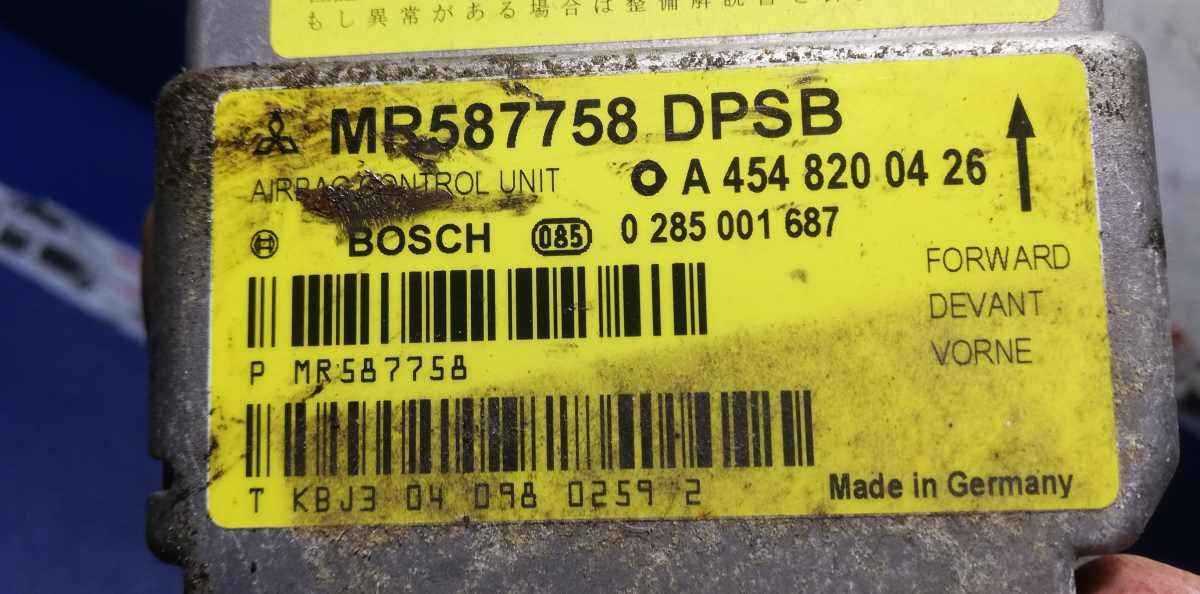 もし異常がある場合は整備解説書を
MR587758 DPSB
AIRBAG CONTROL UNIT A 454 820 04 26
BOSCH 085 0 285 001 687
FORWARD
DEVANT
VORNE
P MR587758
T KBJ3 04 098 0259 2
Made in Germany